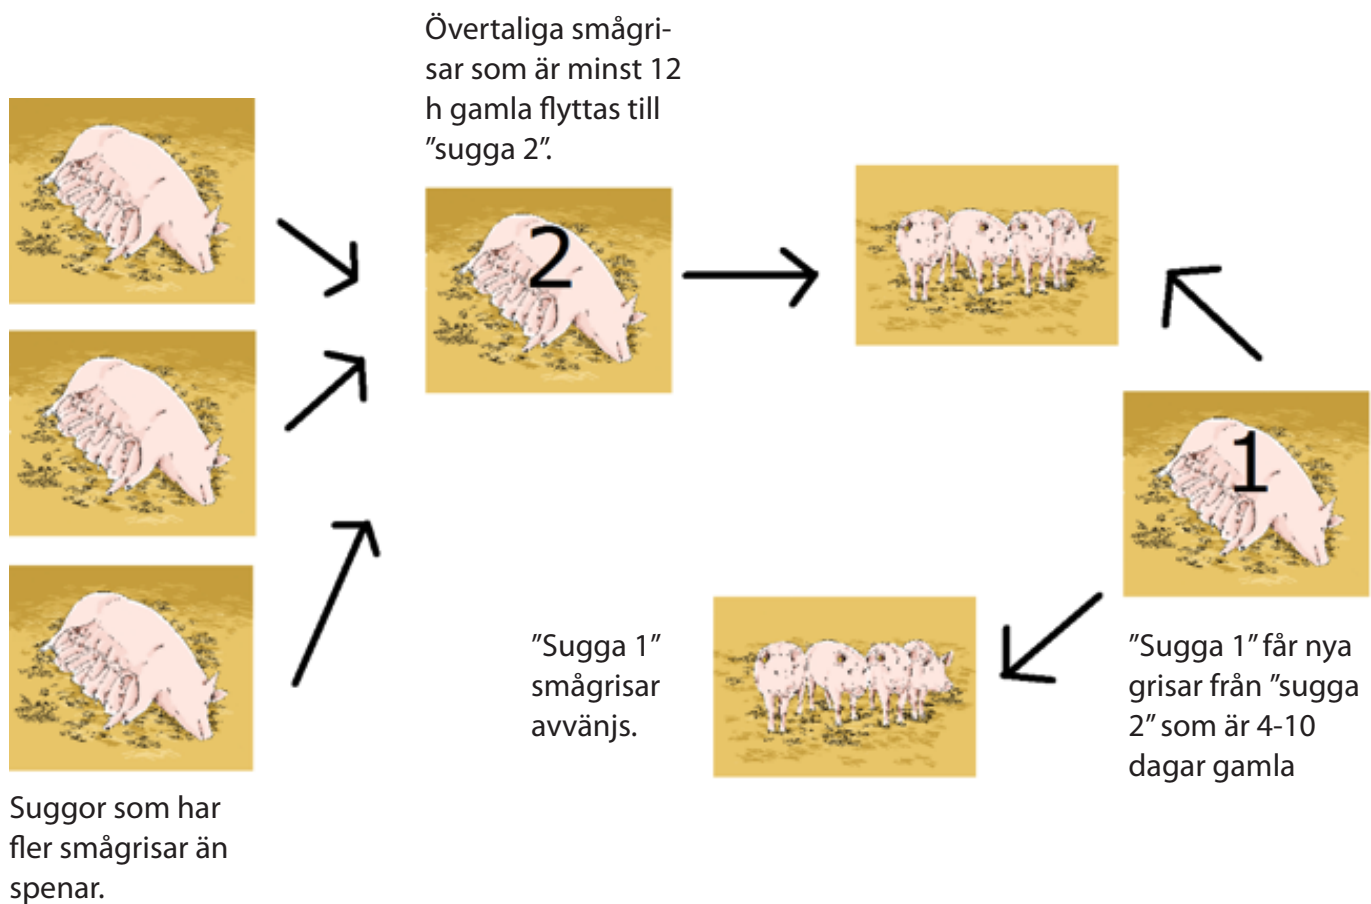 Övertaliga smågri-
sar som är minst 12
h gamla flyttas till
”sugga 2”.
2
1
”Sugga 1”
smågrisar
avvänjs.
”Sugga 1” får nya
grisar från ”sugga
2” som är 4-10
dagar gamla
Suggor som har
fler smågrisar än
spenar.